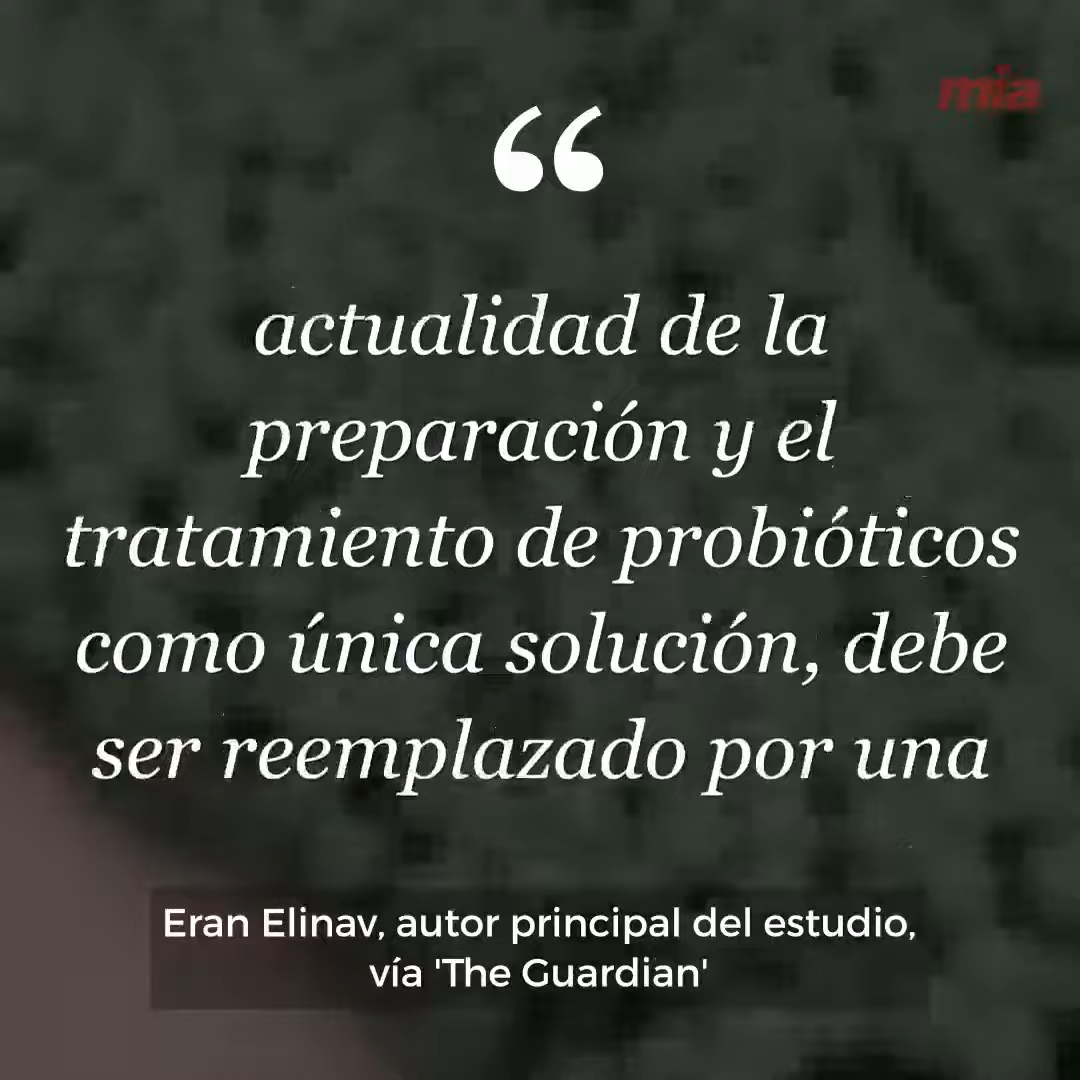 mía
“
actualidad de la
preparación y el
tratamiento de probióticos
como única solución, debe
ser reemplazado por una
Eran Elinav, autor principal del estudio,
vía 'The Guardian'